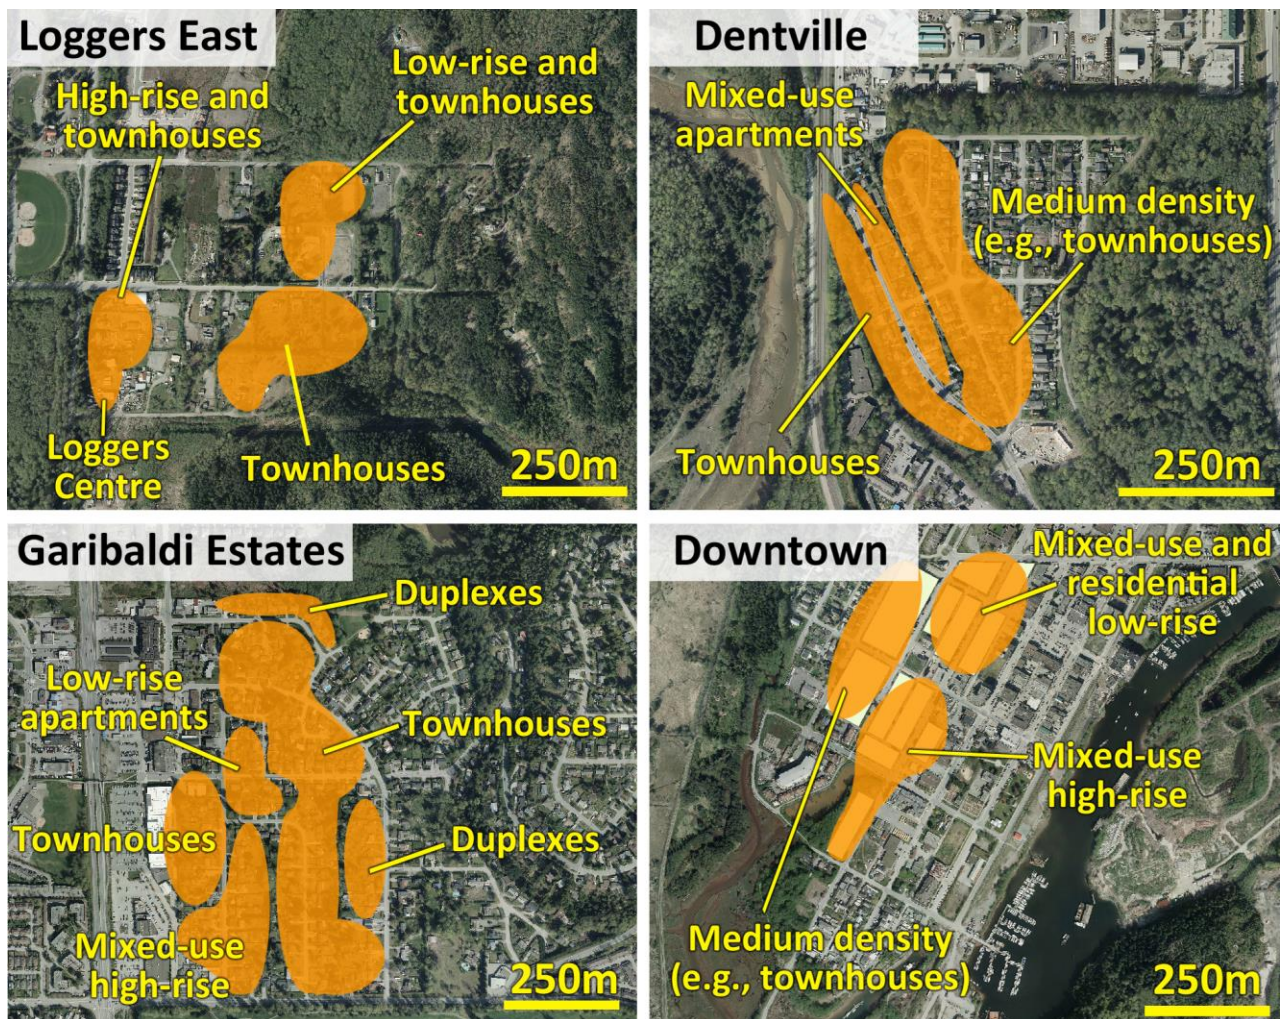 Loggers East
Low-rise and
townhouses
High-rise and
townhouses
Loggers
Centre
Townhouses
250m
Dentville
Mixed-use
apartments
Medium density
(e.g., townhouses)
Townhouses
250m
Garibaldi Estates
Duplexes
Low-rise
apartments
Townhouses
Townhouses
Duplexes
Mixed-use
high-rise
250m
Downtown
Mixed-use and
residential
low-rise
Mixed-use
high-rise
Medium density
(e.g., townhouses)
250m